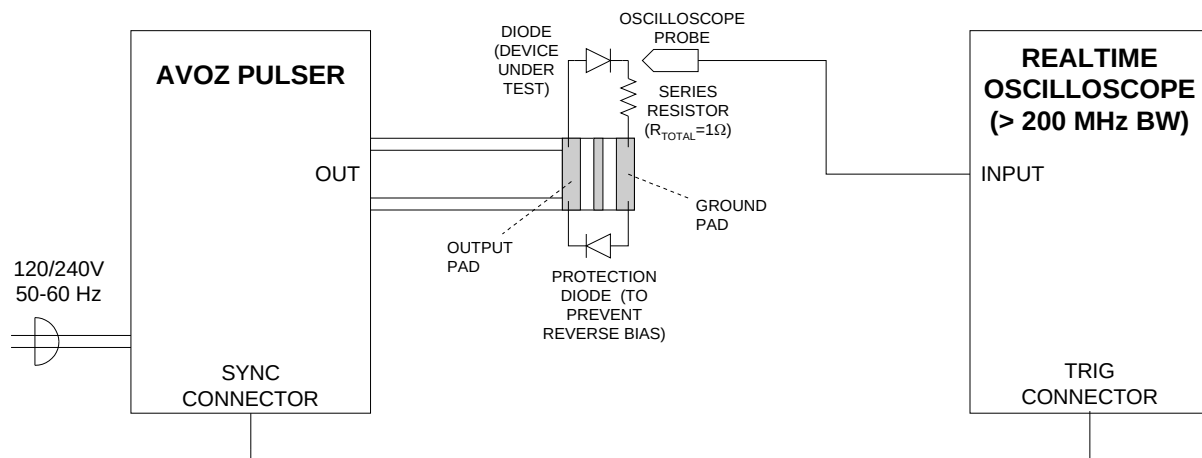 AVOZ PULSER
OUT
120/240V
50-60 Hz
SYNC
CONNECTOR
DIODE
(DEVICE
UNDER
TEST)
OSCILLOSCOPE
PROBE
SERIES
RESISTOR
(RTOTAL=1Ω)
OUTPUT
PAD
GROUND
PAD
PROTECTION
DIODE (TO
PREVENT
REVERSE BIAS)
REALTIME
OSCILLOSCOPE
(> 200 MHz BW)
INPUT
TRIG
CONNECTOR